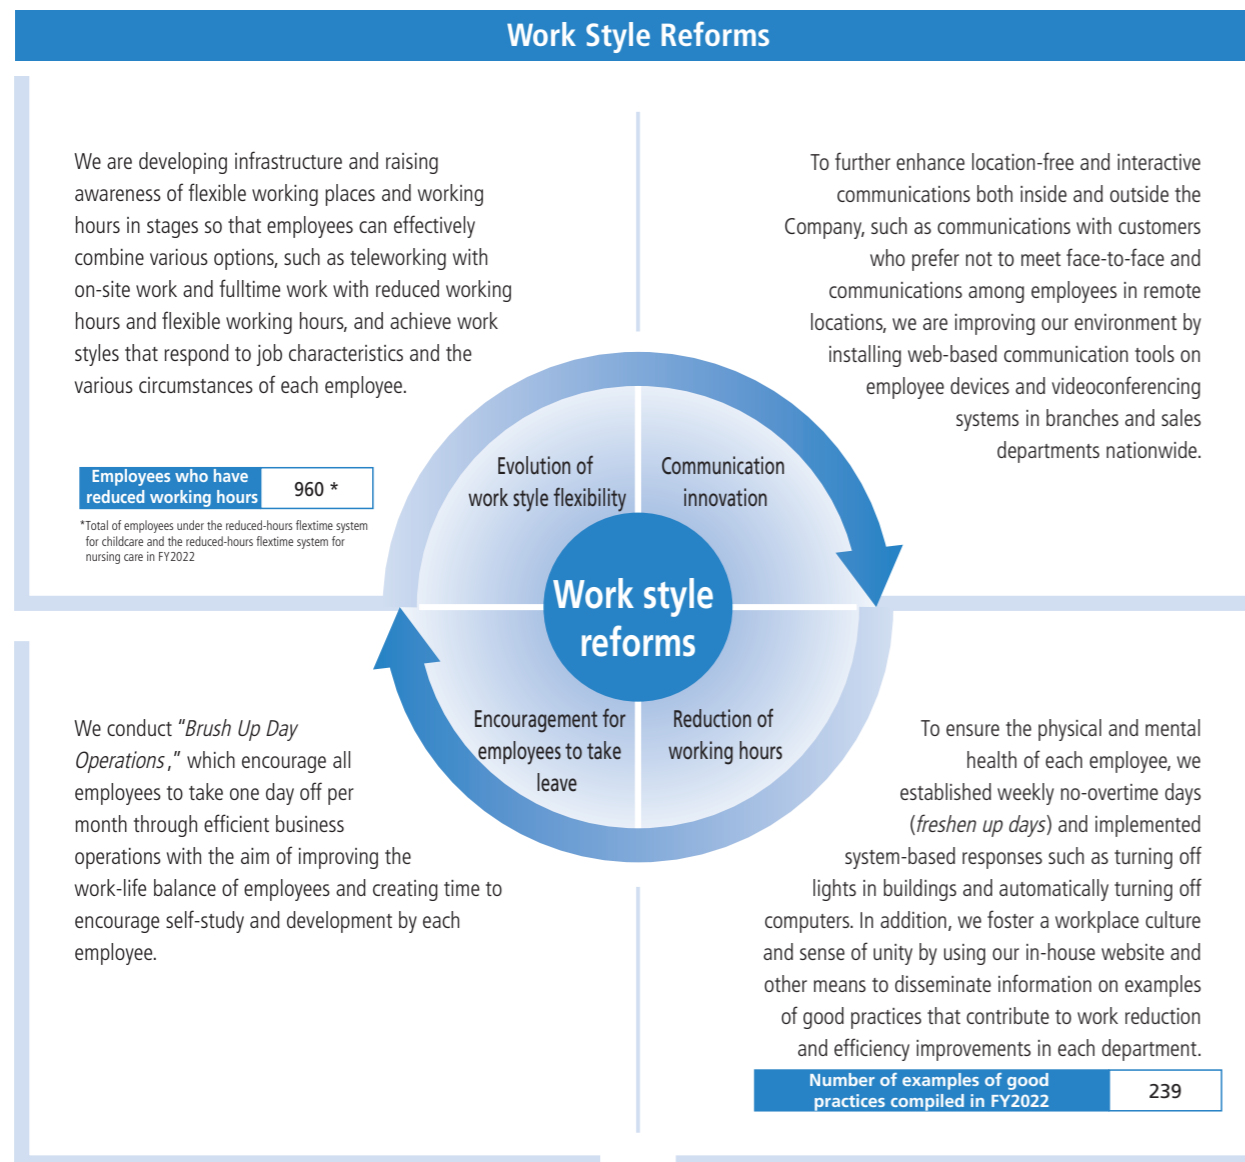 Work Style Reforms
We are developing infrastructure and raising
awareness of flexible working places and working
hours in stages so that employees can effectively
combine various options, such as teleworking with
on-site work and fulltime work with reduced working
hours and flexible working hours, and achieve work
styles that respond to job characteristics and the
various circumstances of each employee.
Employees who have
reduced working hours
960 *
*Total of employees under the reduced-hours flextime system
for childcare and the reduced-hours flextime system for
nursing care in FY2022
To further enhance location-free and interactive
communications both inside and outside the
Company, such as communications with customers
who prefer not to meet face-to-face and
communications among employees in remote
locations, we are improving our environment by
installing web-based communication tools on
employee devices and videoconferencing
systems in branches and sales
departments nationwide.
Evolution of
work style flexibility
Communication
innovation
Work style
reforms
Encouragement for
employees to take
leave
Reduction of
working hours
We conduct “Brush Up Day
Operations,” which encourage all
employees to take one day off per
month through efficient business
operations with the aim of improving the
work-life balance of employees and creating time to
encourage self-study and development by each
employee.
To ensure the physical and mental
health of each employee, we
established weekly no-overtime days
(freshen up days) and implemented
system-based responses such as turning off
lights in buildings and automatically turning off
computers. In addition, we foster a workplace culture
and sense of unity by using our in-house website and
other means to disseminate information on examples
of good practices that contribute to work reduction
and efficiency improvements in each department.
Number of examples of good
practices compiled in FY2022
239